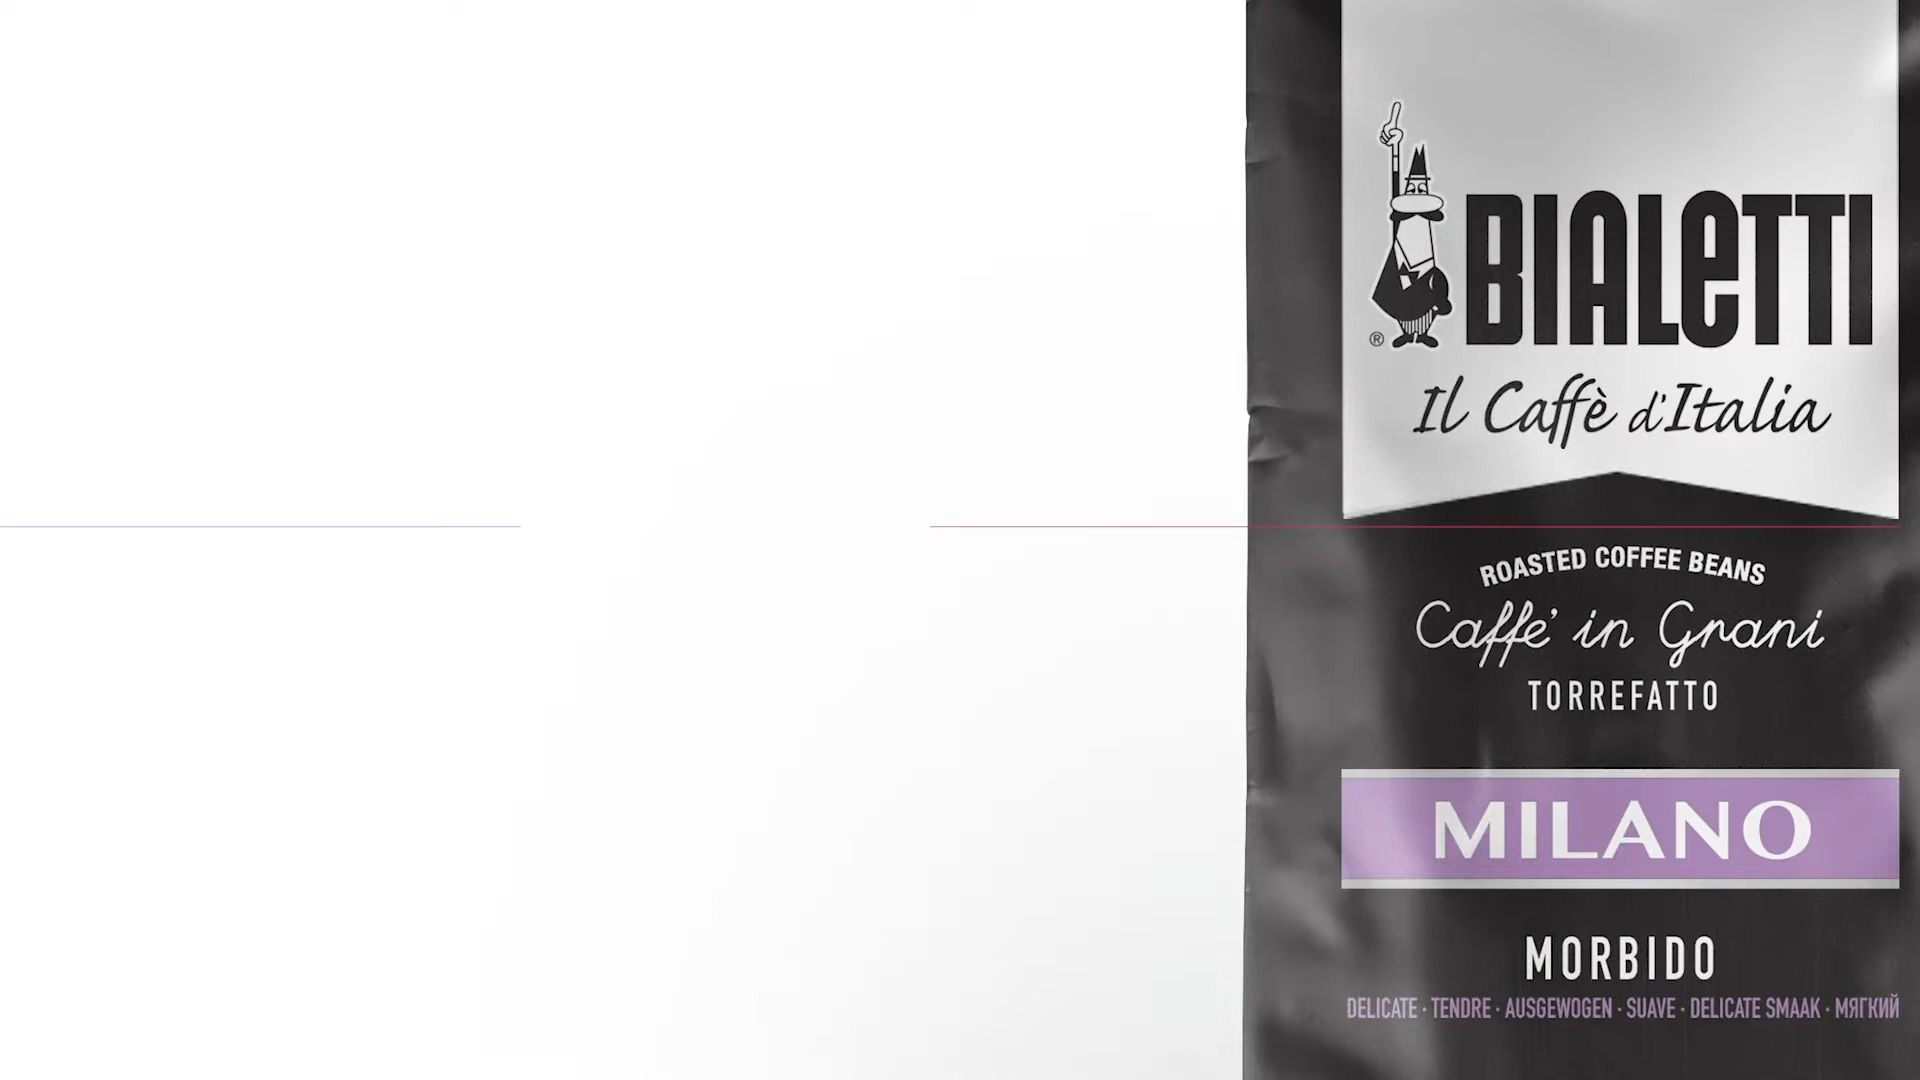 BIALETTI
®
Il Caffè d'Italia
ROASTED COFFEE BEANS
Caffe' in Grani
TORREFATTO
MILANO
MORBIDO
DELICATE · TENDRE · AUSGEWOGEN · SUAVE · DELICATE SMAAK · МЯГКИЙ